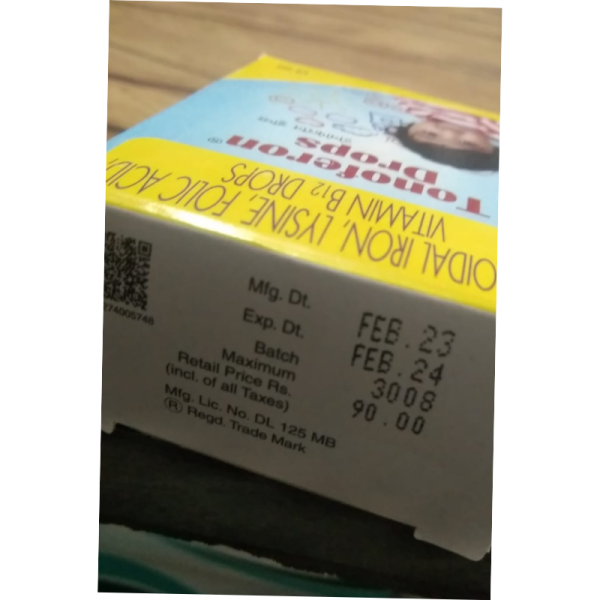 Tonoferon®
Drops
COLLOIDAL IRON, LYSINE, FOLIC ACID,
VITAMIN B12 DROPS
274005746
Mfg. Dt. FEB.23
Exp. Dt. FEB.24
Batch 3008
Maximum
Retail Price Rs. 90.00
(incl. of all Taxes)
Mfg. Lic. No. DL 125 MB
® Regd. Trade Mark